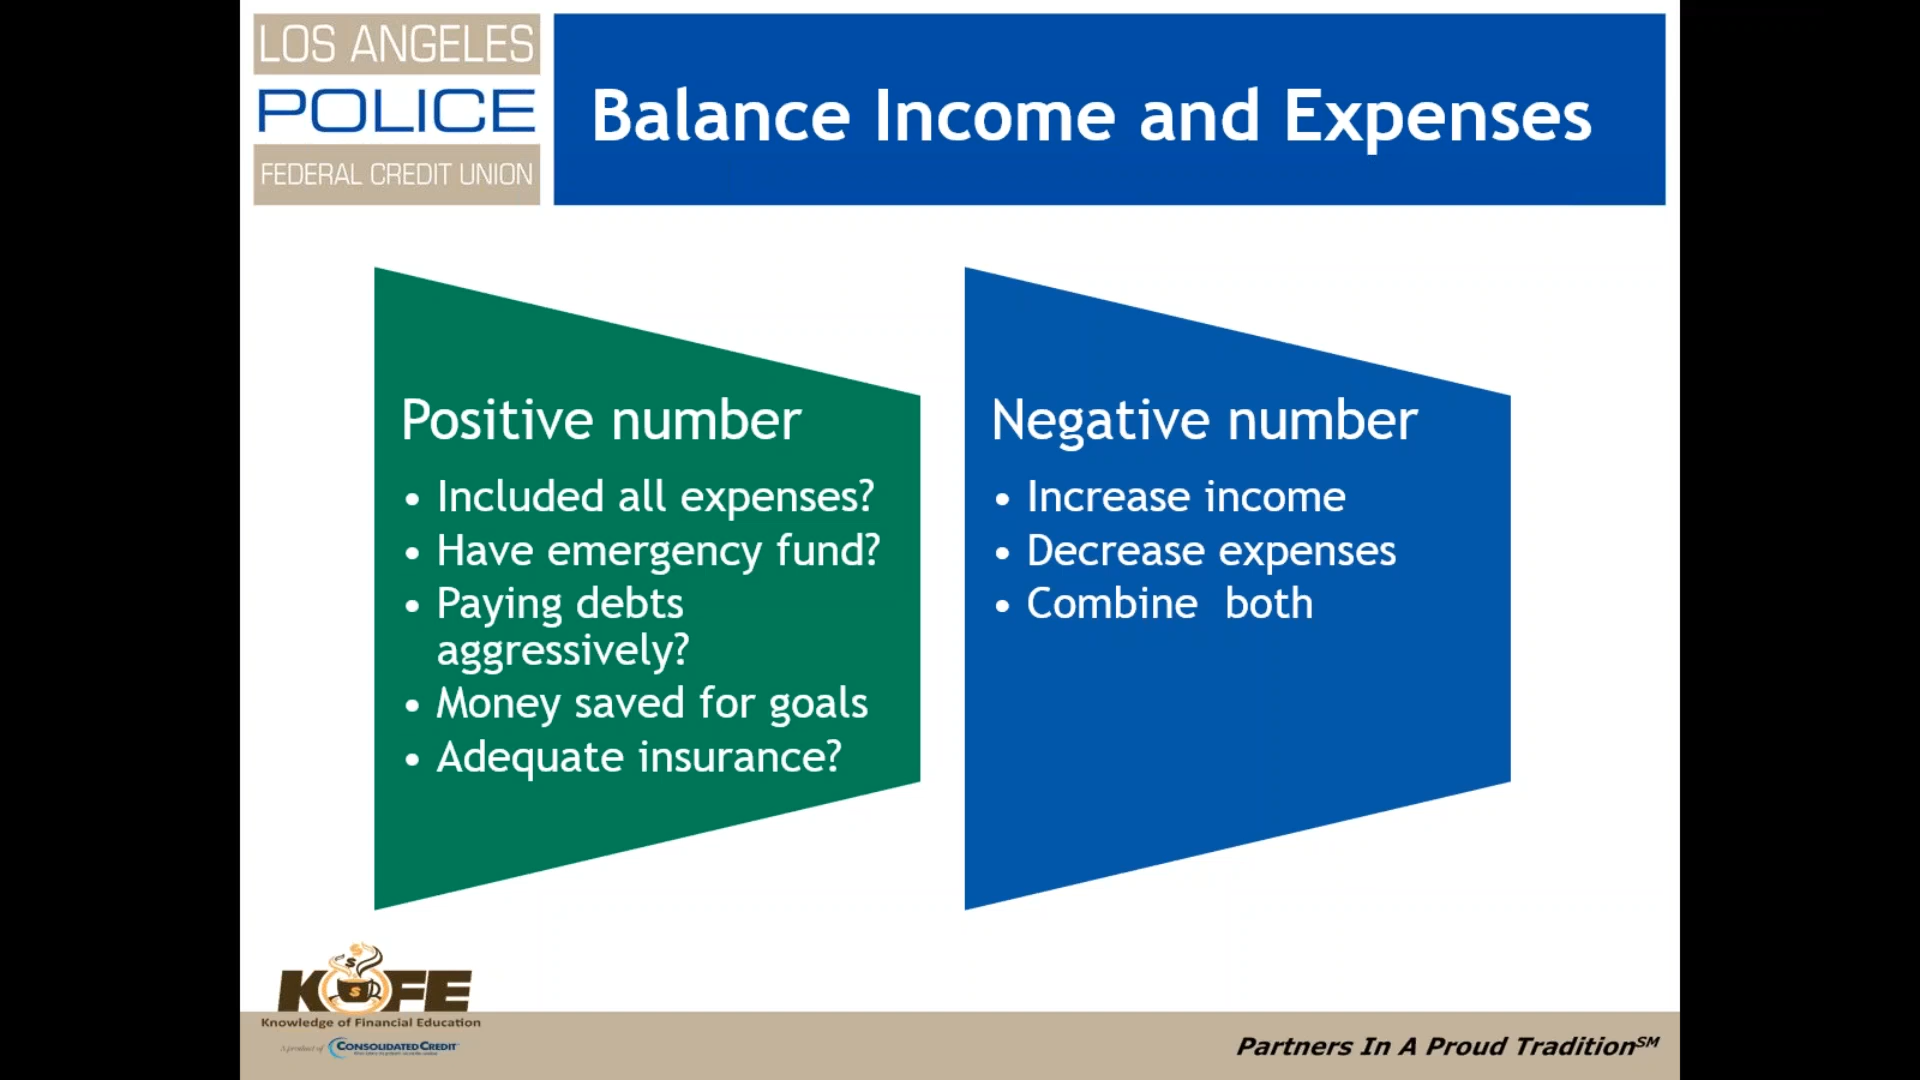 LOS ANGELES
POLICE
FEDERAL CREDIT UNION
Balance Income and Expenses
Positive number
• Included all expenses?
• Have emergency fund?
• Paying debts
aggressively?
• Money saved for goals
• Adequate insurance?
Negative number
• Increase income
• Decrease expenses
• Combine  both
KOFE
Knowledge of Financial Education
A product of CONSOLIDATED CREDIT
Partners In A Proud Tradition℠